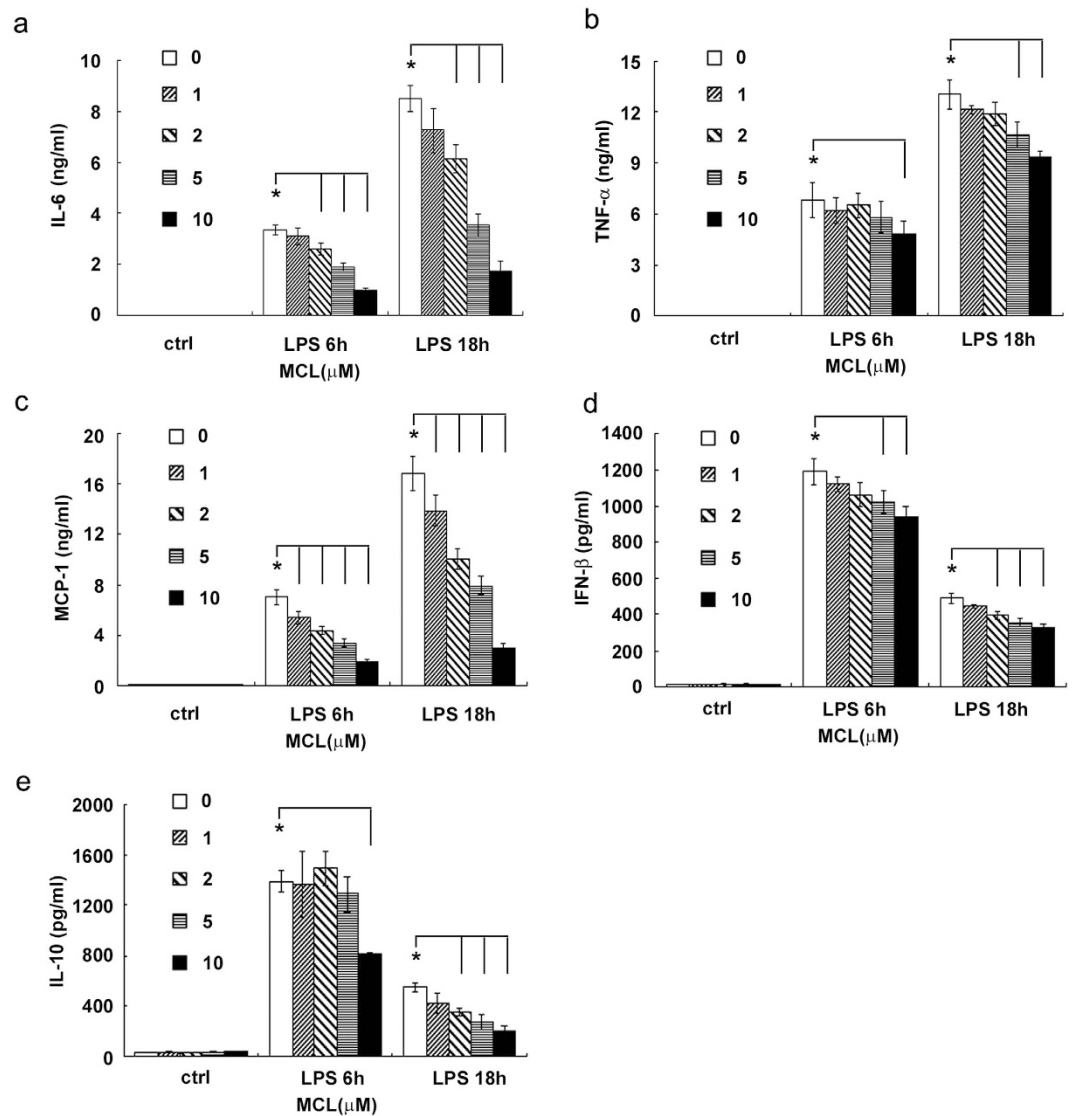 a
IL-6 (ng/ml)
10
8
6
4
2
0
0
1
2
5
10
*
*
ctrl
LPS 6h
LPS 18h
MCL(μM)
b
TNF-α (ng/ml)
15
12
9
6
3
0
0
1
2
5
10
*
*
ctrl
LPS 6h
LPS 18h
MCL(μM)
c
MCP-1 (ng/ml)
20
16
12
8
4
0
0
1
2
5
10
*
*
ctrl
LPS 6h
LPS 18h
MCL(μM)
d
IFN-β (pg/ml)
1400
1200
1000
800
600
400
200
0
0
1
2
5
10
*
*
ctrl
LPS 6h
LPS 18h
MCL(μM)
e
IL-10 (pg/ml)
2000
1600
1200
800
400
0
0
1
2
5
10
*
*
ctrl
LPS 6h
LPS 18h
MCL(μM)